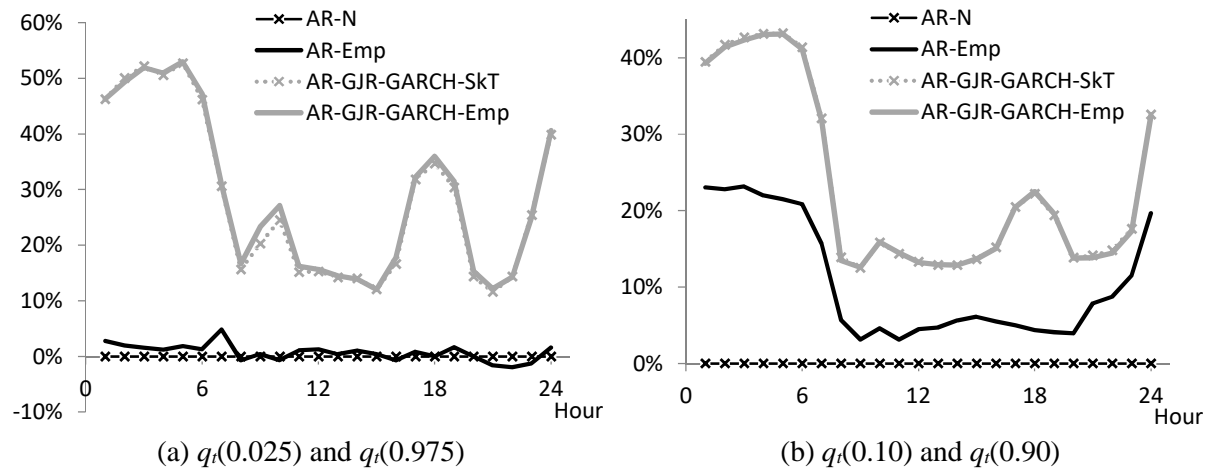 60%
50%
40%
30%
20%
10%
0%
-10%
AR-N
AR-Emp
AR-GJR-GARCH-SkT
AR-GJR-GARCH-Emp
0 6 12 18 24
Hour
(a) qt(0.025) and qt(0.975)
40%
30%
20%
10%
0%
AR-N
AR-Emp
AR-GJR-GARCH-SkT
AR-GJR-GARCH-Emp
0 6 12 18 24
Hour
(b) qt(0.10) and qt(0.90)